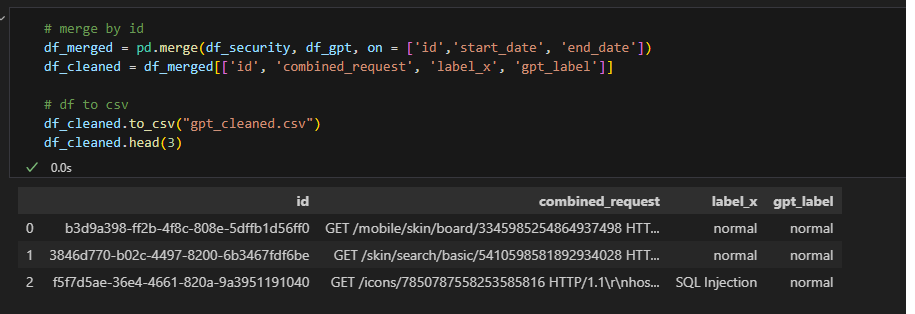 # merge by id
df_merged = pd.merge(df_security, df_gpt, on = ['id','start_date', 'end_date'])
df_cleaned = df_merged[['id', 'combined_request', 'label_x', 'gpt_label']]
# df to csv
df_cleaned.to_csv("gpt_cleaned.csv")
df_cleaned.head(3)
0.0s
id combined_request label_x gpt_label
0 b3d9a398-ff2b-4f8c-808e-5dffb1d56ff0 GET /mobile/skin/board/3345985254864937498 HTT... normal normal
1 3846d770-b02c-4497-8200-6b3467fdf6be GET /skin/search/basic/5410598581892934028 HTT... normal normal
2 f5f7d5ae-36e4-4661-820a-9a3951191040 GET /icons/7850787558253585816 HTTP/1.1\r\nhos... SQL Injection normal